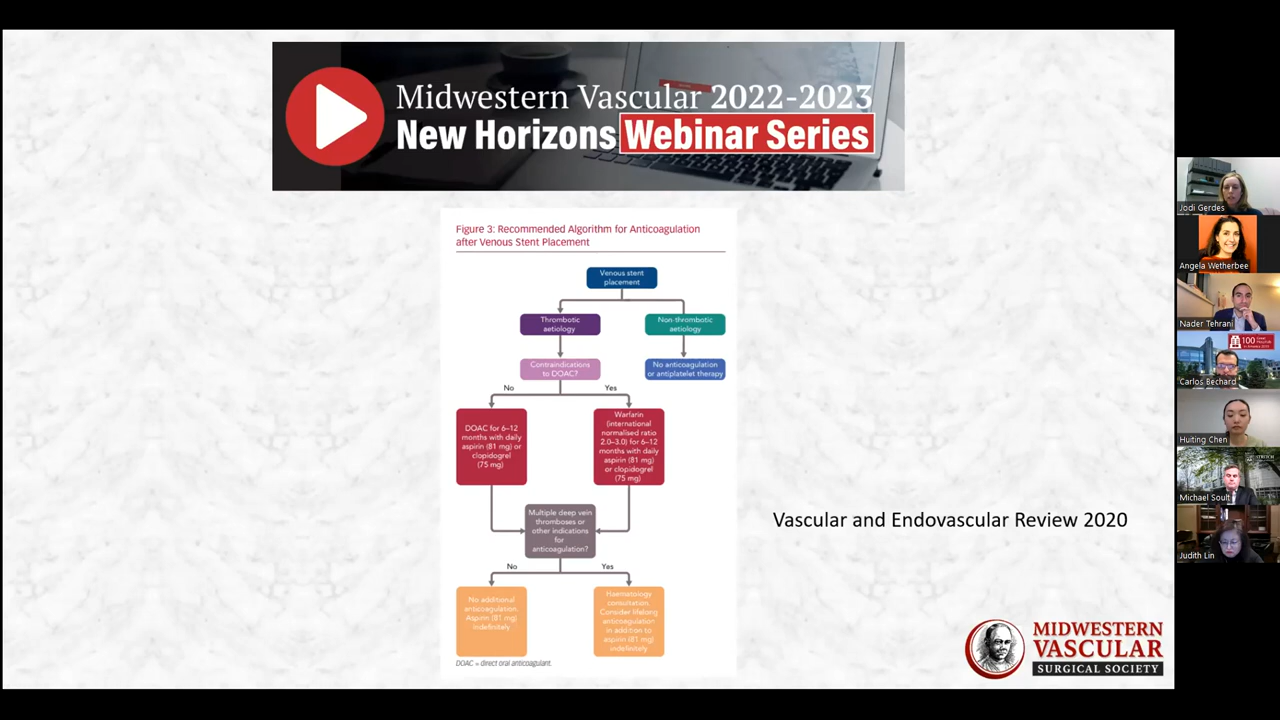 Midwestern Vascular 2022-2023
New Horizons Webinar Series
Figure 3: Recommended Algorithm for Anticoagulation
after Venous Stent Placement
Venous stent
placement
Thrombotic
aetiology
Non-thrombotic
aetiology
Contraindications
to DOAC?
No anticoagulation
or antiplatelet therapy
No
Yes
DOAC for 6–12
months with daily
aspirin (81 mg) or
clopidogrel
(75 mg)
Warfarin
(international
normalised ratio
2.0–3.0) for 6–12
months with daily
aspirin (81 mg)
or clopidogrel
(75 mg)
Multiple deep vein
thromboses or
other indications
for
anticoagulation?
No
Yes
No additional
anticoagulation.
Aspirin (81 mg)
indefinitely
Haematology
consultation.
Consider lifelong
anticoagulation
in addition to
aspirin (81 mg)
indefinitely
DOAC = direct oral anticoagulant.
Vascular and Endovascular Review 2020
MIDWESTERN
VASCULAR
SURGICAL SOCIETY
Jodi Gerdes
Angela Wetherbee
Nader Tehrani
100
Carlos Bechard
Huiting Chen
Michael Soult
Judith Lin